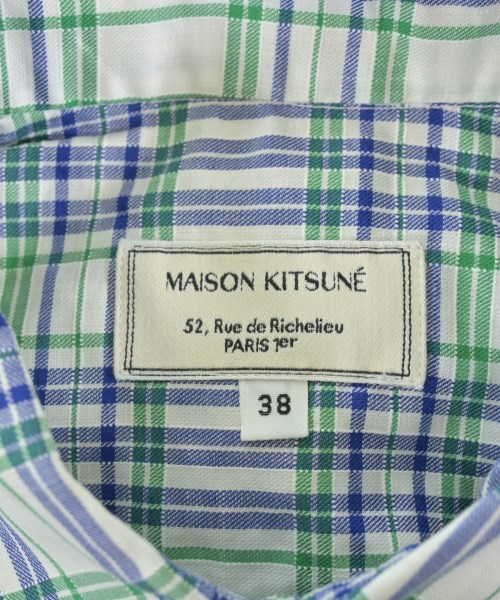 MAISON KITSUNÉ
52, Rue de Richelieu
PARIS 1er
38